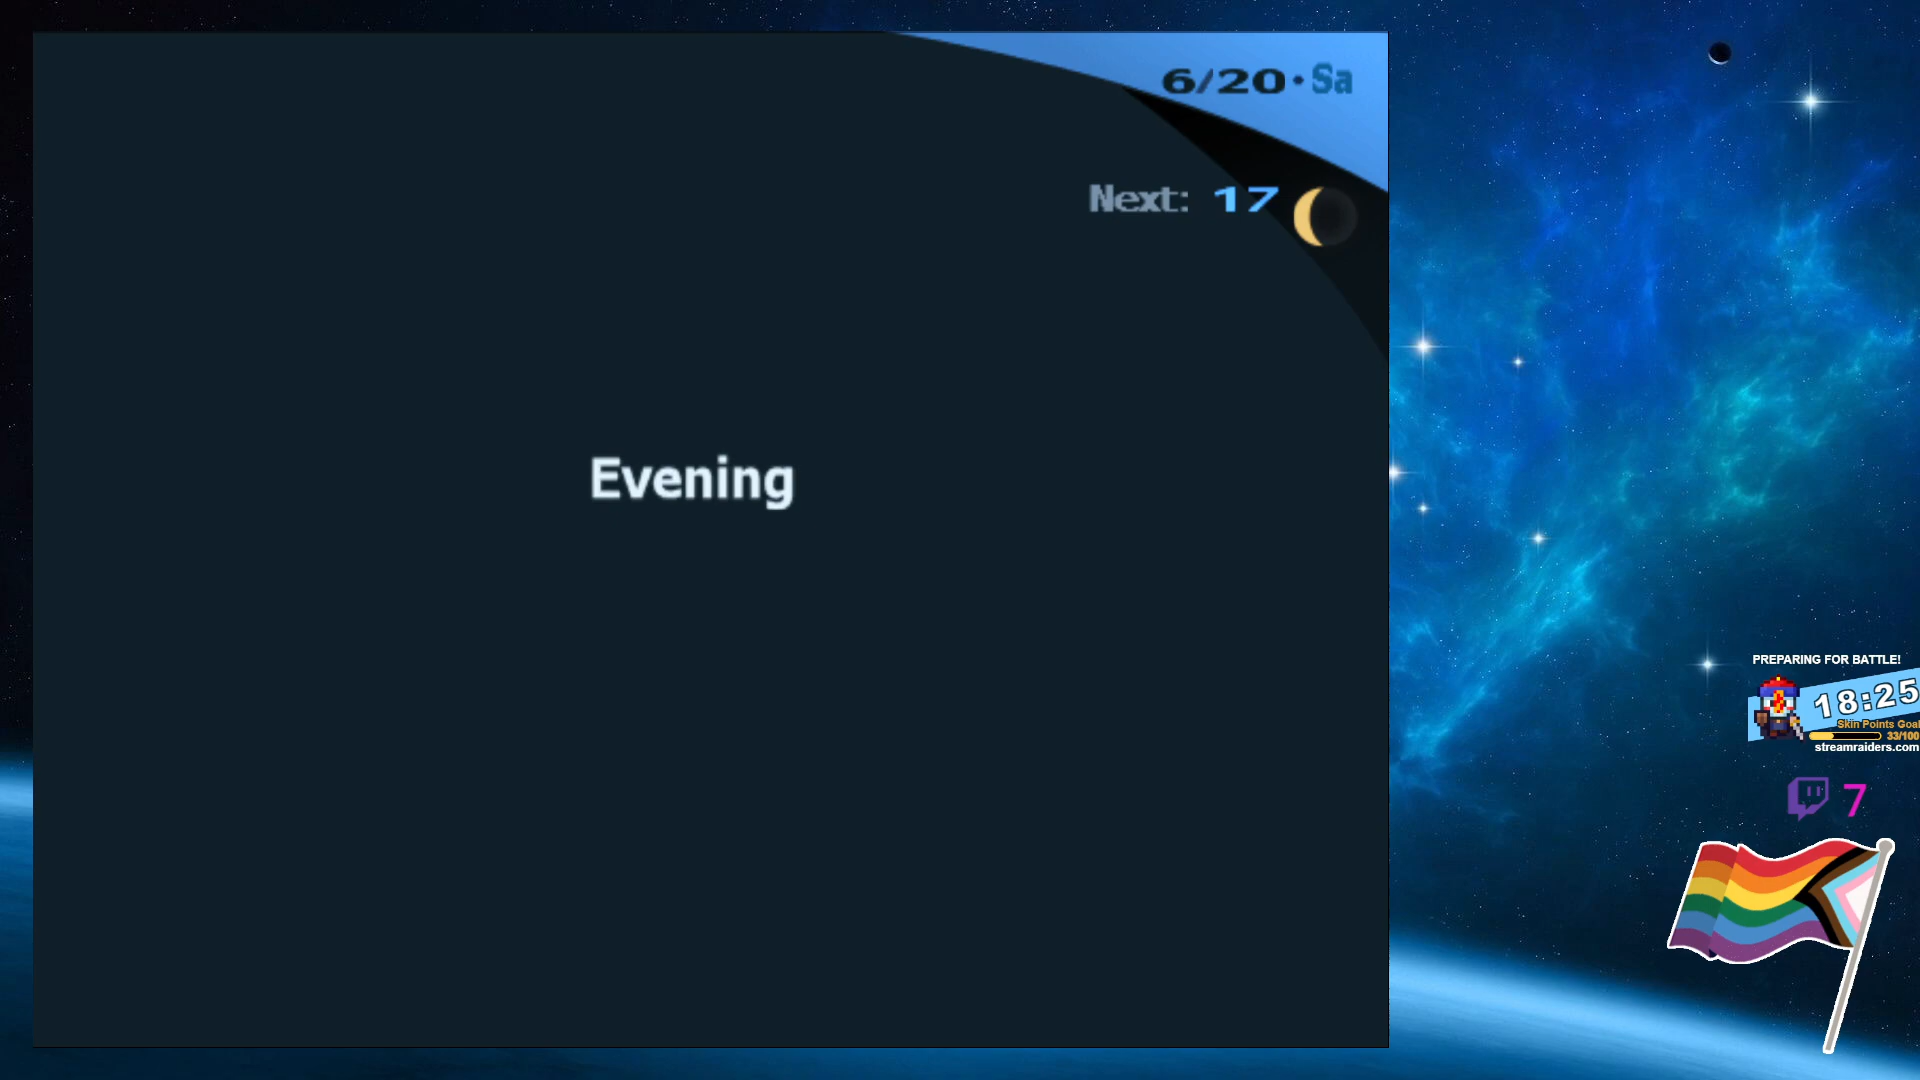 6/20·Sa
Next: 17
Evening
PREPARING FOR BATTLE!
18:25
Skin Points Goal
33/100
streamraiders.com
7